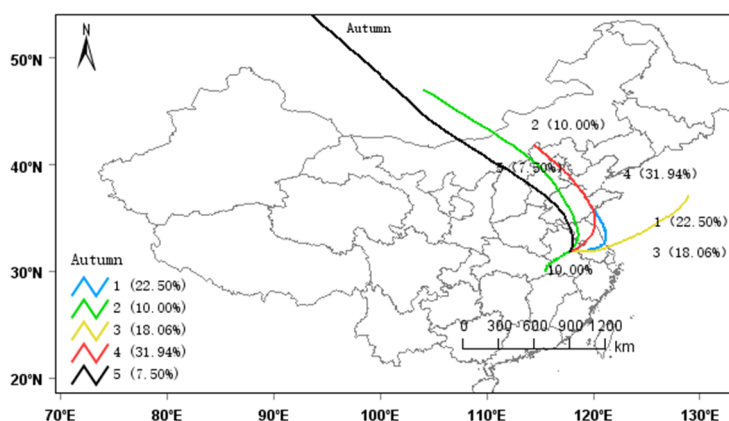 N
Autumn
50°N
2 (10.00%)
40°N
5 (7.50%)
4 (31.94%)
1 (22.50%)
3 (18.06%)
30°N
10.00%
Autumn
1 (22.50%)
2 (10.00%)
3 (18.06%)
4 (31.94%)
5 (7.50%)
0 300 600 900 1200
km
20°N
70°E 80°E 90°E 100°E 110°E 120°E 130°E